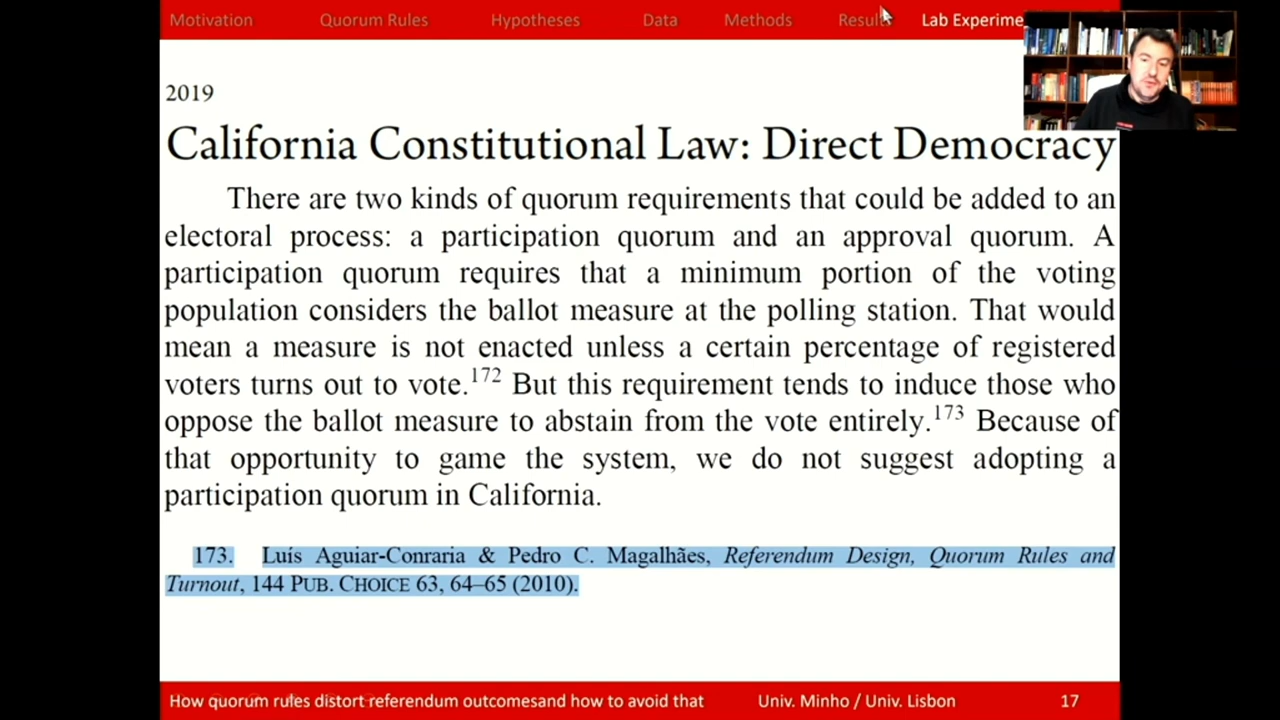 Motivation Quorum Rules Hypotheses Data Methods Results Lab Experime
2019
California Constitutional Law: Direct Democracy
There are two kinds of quorum requirements that could be added to an
electoral process: a participation quorum and an approval quorum. A
participation quorum requires that a minimum portion of the voting
population considers the ballot measure at the polling station. That would
mean a measure is not enacted unless a certain percentage of registered
voters turns out to vote.172 But this requirement tends to induce those who
oppose the ballot measure to abstain from the vote entirely.173 Because of
that opportunity to game the system, we do not suggest adopting a
participation quorum in California.
173. Luís Aguiar-Conraria & Pedro C. Magalhães, Referendum Design, Quorum Rules and
Turnout, 144 PUB. CHOICE 63, 64–65 (2010).
How quorum rules distort referendum outcomesand how to avoid that Univ. Minho / Univ. Lisbon 17